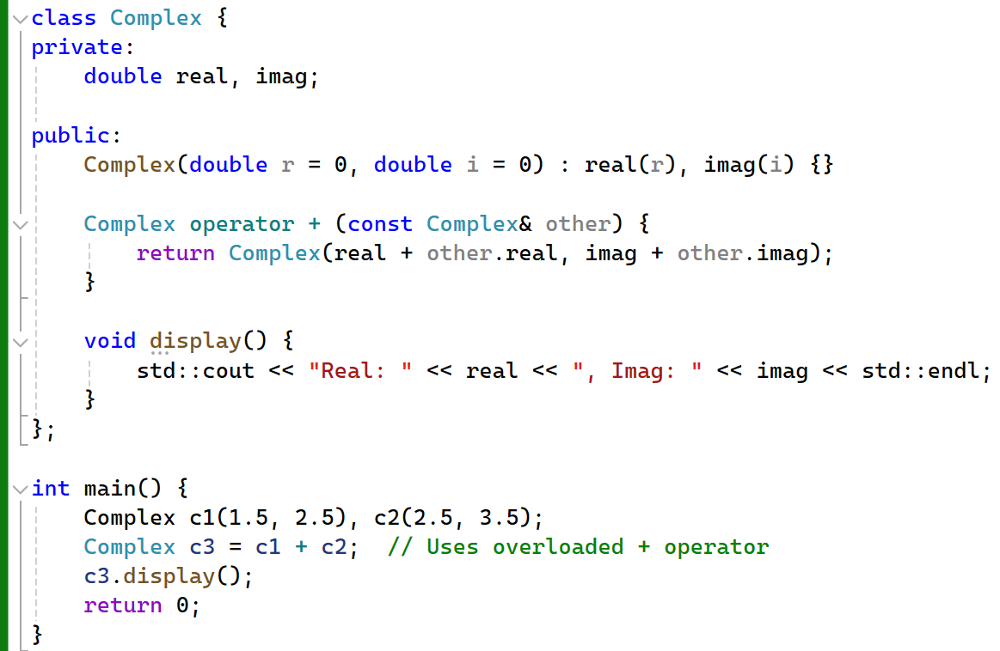 class Complex {
private:
    double real, imag;

public:
    Complex(double r = 0, double i = 0) : real(r), imag(i) {}

    Complex operator + (const Complex& other) {
        return Complex(real + other.real, imag + other.imag);
    }

    void display() {
        std::cout << "Real: " << real << ", Imag: " << imag << std::endl;
    }
};

int main() {
    Complex c1(1.5, 2.5), c2(2.5, 3.5);
    Complex c3 = c1 + c2;  // Uses overloaded + operator
    c3.display();
    return 0;
}